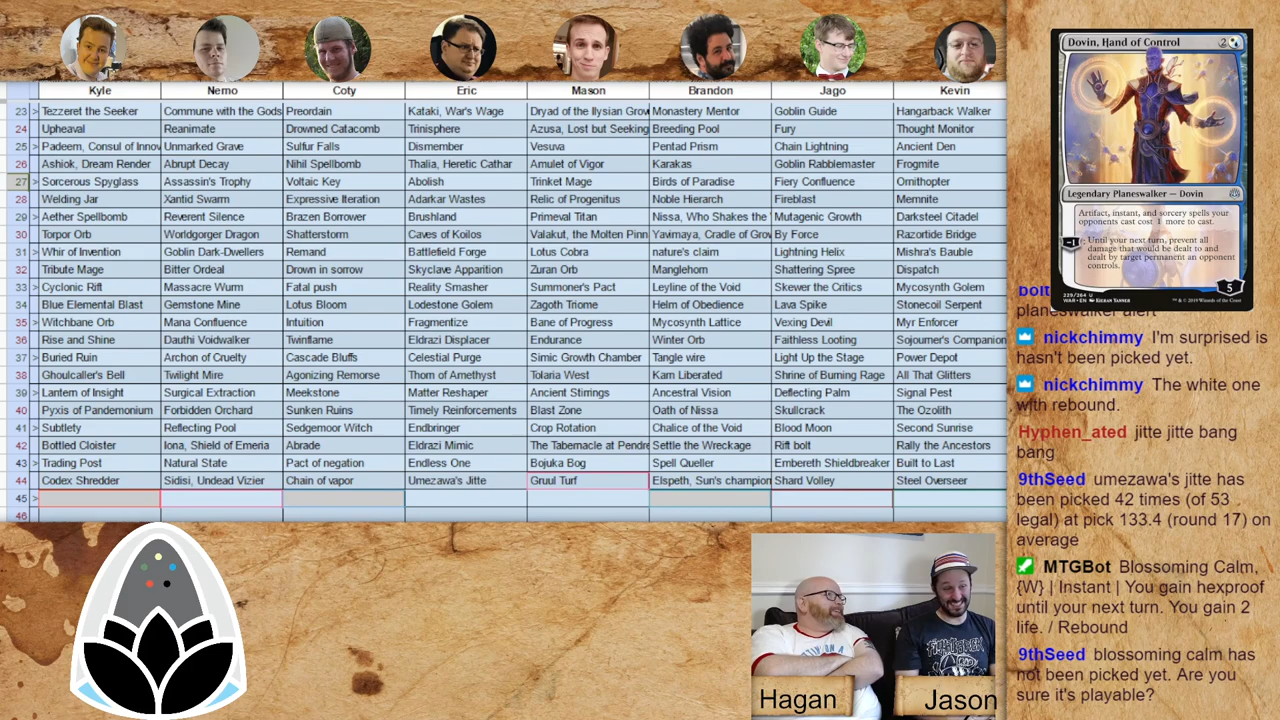 Kyle Nemo Coty Eric Mason Brandon Jago Kevin
23 > Tezzeret the Seeker Commune with the Gods Preordain Kataki, War's Wage Dryad of the Ilysian Grov Monastery Mentor Goblin Guide Hangarback Walker
24 Upheaval Reanimate Drowned Catacomb Trinisphere Azusa, Lost but Seeking Breeding Pool Fury Thought Monitor
25 > Padeem, Consul of Innov Unmarked Grave Sulfur Falls Dismember Vesuva Pentad Prism Chain Lightning Ancient Den
26 Ashiok, Dream Render Abrupt Decay Nihil Spellbomb Thalia, Heretic Cathar Amulet of Vigor Karakas Goblin Rabblemaster Frogmite
27 > Sorcerous Spyglass Assassin's Trophy Voltaic Key Abolish Trinket Mage Birds of Paradise Fiery Confluence Ornithopter
28 Welding Jar Xantid Swarm Expressive Iteration Adarkar Wastes Relic of Progenitus Noble Hierarch Fireblast Memnite
29 > Aether Spellbomb Reverent Silence Brazen Borrower Brushland Primeval Titan Nissa, Who Shakes the Mutagenic Growth Darksteel Citadel
30 Torpor Orb Worldgorger Dragon Shatterstorm Caves of Koilos Valakut, the Molten Pinn Yavimaya, Cradle of Grov By Force Razortide Bridge
31 > Whir of Invention Goblin Dark-Dwellers Remand Battlefield Forge Lotus Cobra nature's claim Lightning Helix Mishra's Bauble
32 Tribute Mage Bitter Ordeal Drown in sorrow Skyclave Apparition Zuran Orb Manglehorn Shattering Spree Dispatch
33 > Cyclonic Rift Massacre Wurm Fatal push Reality Smasher Summoner's Pact Leyline of the Void Skewer the Critics Mycosynth Golem
34 Blue Elemental Blast Gemstone Mine Lotus Bloom Lodestone Golem Zagoth Triome Helm of Obedience Lava Spike Stonecoil Serpent
35 > Witchbane Orb Mana Confluence Intuition Fragmentize Bane of Progress Mycosynth Lattice Vexing Devil Myr Enforcer
36 Rise and Shine Dauthi Voidwalker Twinflame Eldrazi Displacer Endurance Winter Orb Faithless Looting Sojourner's Companion
37 > Buried Ruin Archon of Cruelty Cascade Bluffs Celestial Purge Simic Growth Chamber Tangle wire Light Up the Stage Power Depot
38 Ghoulcaller's Bell Twilight Mire Agonizing Remorse Thorn of Amethyst Tolaria West Karn Liberated Shrine of Burning Rage All That Glitters
39 > Lantern of Insight Surgical Extraction Meekstone Matter Reshaper Ancient Stirrings Ancestral Vision Deflecting Palm Signal Pest
40 Pyxis of Pandemonium Forbidden Orchard Sunken Ruins Timely Reinforcements Blast Zone Oath of Nissa Skullcrack The Ozolith
41 > Subtlety Reflecting Pool Sedgemoor Witch Endbringer Crop Rotation Chalice of the Void Blood Moon Second Sunrise
42 Bottled Cloister Iona, Shield of Emeria Abrade Eldrazi Mimic The Tabernacle at Pendre Settle the Wreckage Rift bolt Rally the Ancestors
43 > Trading Post Natural State Pact of negation Endless One Bojuka Bog Spell Queller Embereth Shieldbreaker Built to Last
44 Codex Shredder Sidisi, Undead Vizier Chain of vapor Umezawa's Jitte Gruul Turf Elspeth, Sun's champion Shard Volley Steel Overseer
45 >
46
Dovin, Hand of Control 2
Legendary Planeswalker — Dovin
Artifact, instant, and sorcery spells your
opponents cast cost 1 more to cast.
−1 Until your next turn, prevent all
damage that would be dealt to and
dealt by target permanent an opponent
controls.
5
229/264 U
WAR • EN Kieran Yanner ™ & © 2019 Wizards of the Coast
planeswalker alert
nickchimmy I'm surprised is
hasn't been picked yet.
nickchimmy The white one
with rebound.
Hyphen_ated jitte jitte bang
bang
9thSeed umezawa's jitte has
been picked 42 times (of 53
legal) at pick 133.4 (round 17) on
average
MTGBot Blossoming Calm,
{W} | Instant | You gain hexproof
until your next turn. You gain 2
life. / Rebound
9thSeed blossoming calm has
not been picked yet. Are you
sure it's playable?
Hagan
Jason